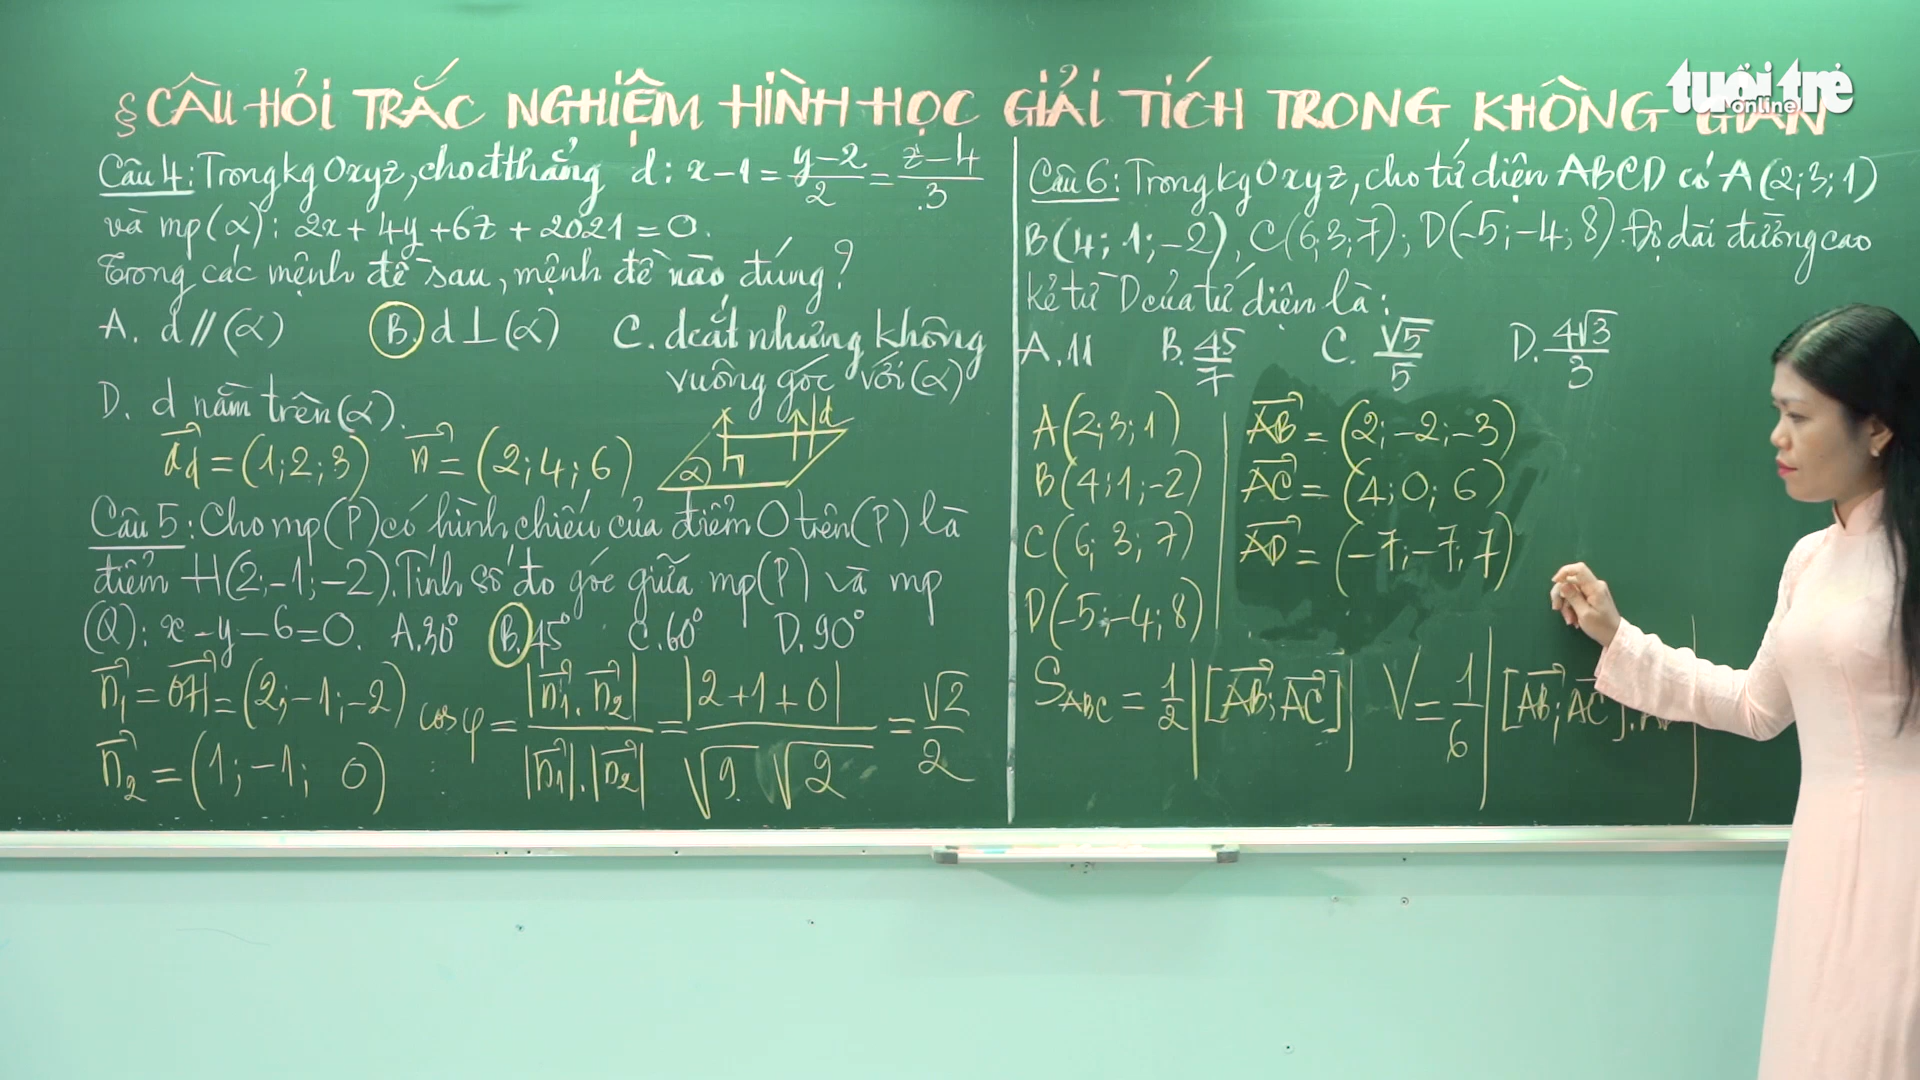 § CÂU HỎI TRẮC NGHIỆM HÌNH HỌC GIẢI TÍCH TRONG KHÔNG GIAN
tuổi trẻ
online
Câu 4: Trong kg Oxyz, cho đthẳng d: x-1 = (y-2)/2 = (z-4)/3
và mp(α): 2x + 4y + 6z + 2021 = 0.
Trong các mệnh đề sau, mệnh đề nào đúng?
A. d // (α) B. d ⊥ (α) C. d cắt nhưng không
vuông góc với (α)
D. d nằm trên (α).
u⃗d = (1; 2; 3) n⃗ = (2; 4; 6) α d
Câu 5: Cho mp(P) có hình chiếu của điểm O trên (P) là
điểm H(2; -1; -2). Tính số đo góc giữa mp(P) và mp
(Q): x - y - 6 = 0. A. 30° B. 45° C. 60° D. 90°
n⃗1 = OH⃗ = (2; -1; -2) cos φ = |n⃗1 . n⃗2| / |n⃗1| . |n⃗2| = |2+1+0| / √9 . √2 = √2/2
n⃗2 = (1; -1; 0)
Câu 6: Trong kg Oxyz, cho tứ diện ABCD có A(2; 3; 1)
B(4; 1; -2), C(6; 3; 7); D(-5; -4; 8). Độ dài đường cao
kẻ từ D của tứ diện là:
A. 11 B. 45/7 C. √5/5 D. 4√3/3
A(2; 3; 1) AB⃗ = (2; -2; -3)
B(4; 1; -2) AC⃗ = (4; 0; 6)
C(6; 3; 7) AD⃗ = (-7; -7; 7)
D(-5; -4; 8)
S_ABC = 1/2 |[AB⃗; AC⃗]| V = 1/6 |[AB⃗; AC⃗].